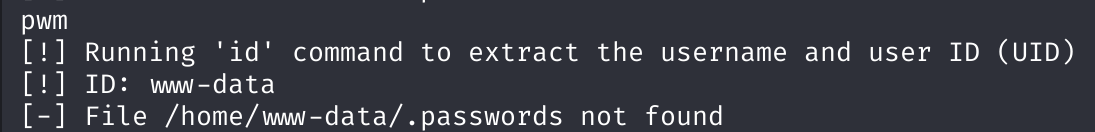 pwm
[!] Running 'id' command to extract the username and user ID (UID)
[!] ID: www-data
[-] File /home/www-data/.passwords not found